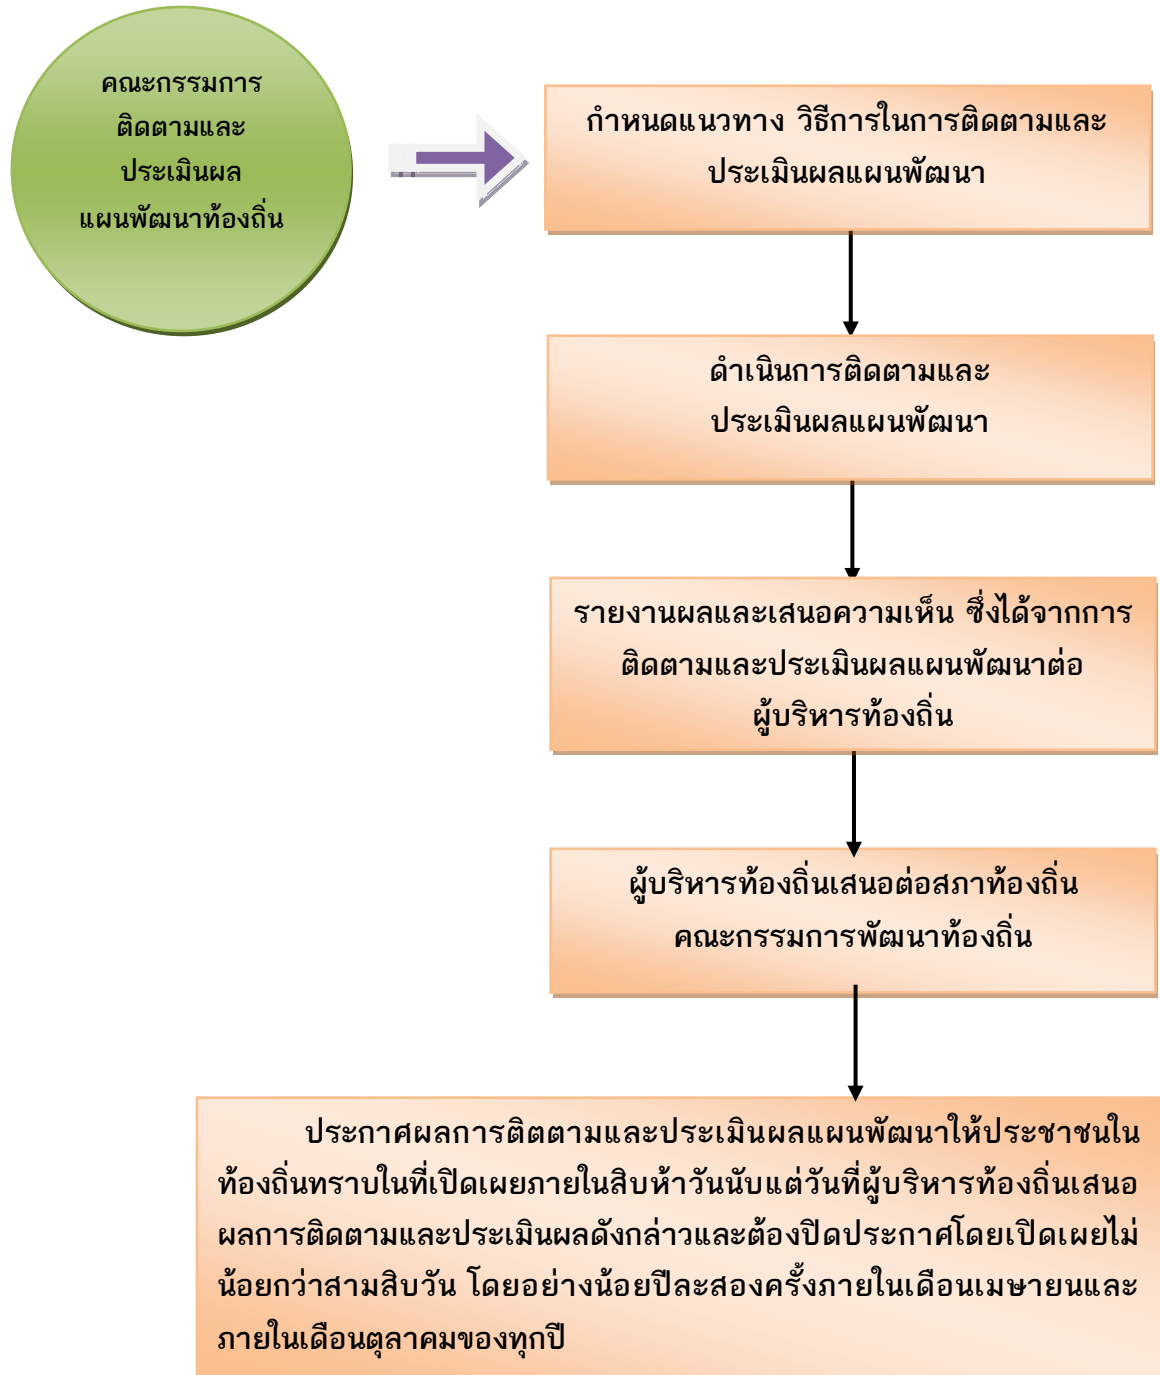 คณะกรรมการ
ติดตามและ
ประเมินผล
แผนพัฒนาท้องถิ่น
กำหนดแนวทาง วิธีการในการติดตามและ
ประเมินผลแผนพัฒนา
ดำเนินการติดตามและ
ประเมินผลแผนพัฒนา
รายงานผลและเสนอความเห็น ซึ่งได้จากการ
ติดตามและประเมินผลแผนพัฒนาต่อ
ผู้บริหารท้องถิ่น
ผู้บริหารท้องถิ่นเสนอต่อสภาท้องถิ่น
คณะกรรมการพัฒนาท้องถิ่น
ประกาศผลการติตตามและประเมินผลแผนพัฒนาให้ประชาชนใน
ท้องถิ่นทราบในที่เปิดเผยภายในสิบห้าวันนับแต่วันที่ผู้บริหารท้องถิ่นเสนอ
ผลการติดตามและประเมินผลดังกล่าวและต้องปิดประกาศโดยเปิดเผยไม่
น้อยกว่าสามสิบวัน โดยอย่างน้อยปีละสองครั้งภายในเดือนเมษายนและ
ภายในเดือนตุลาคมของทุกปี